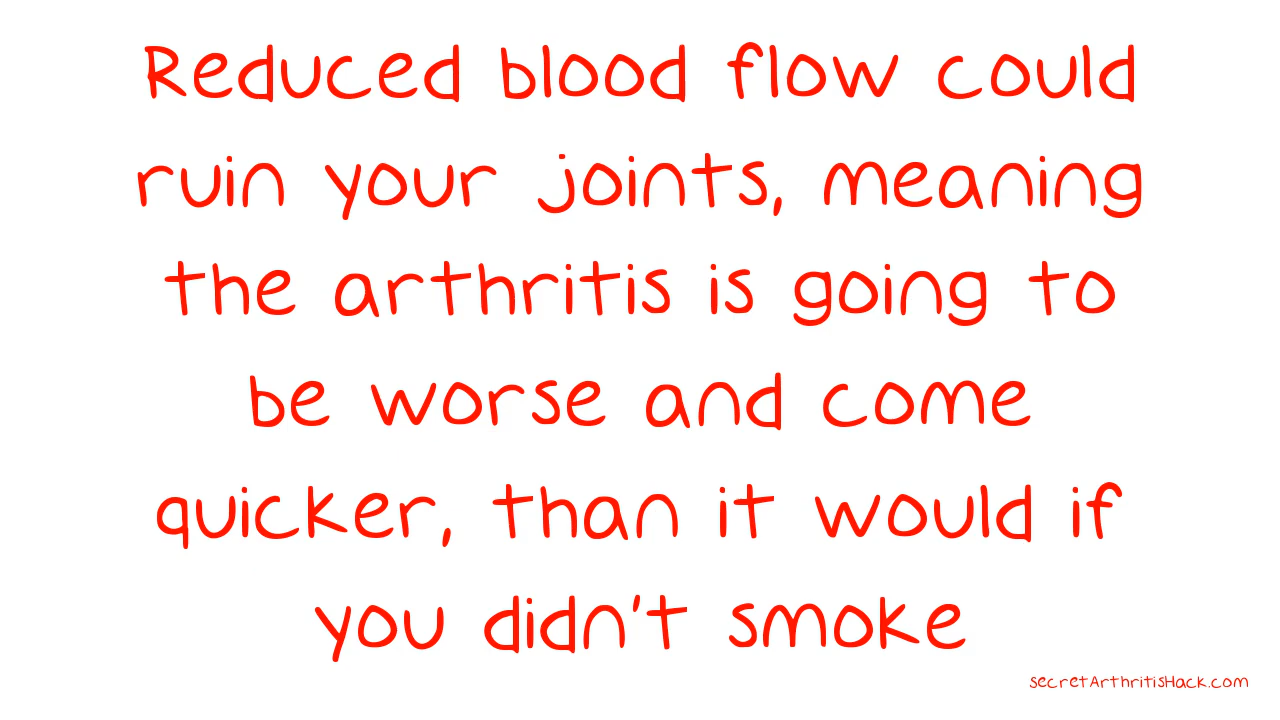 Reduced blood flow could
ruin your joints, meaning
the arthritis is going to
be worse and come
quicker, than it would if
you didn't smoke
secretArthritisHack.com